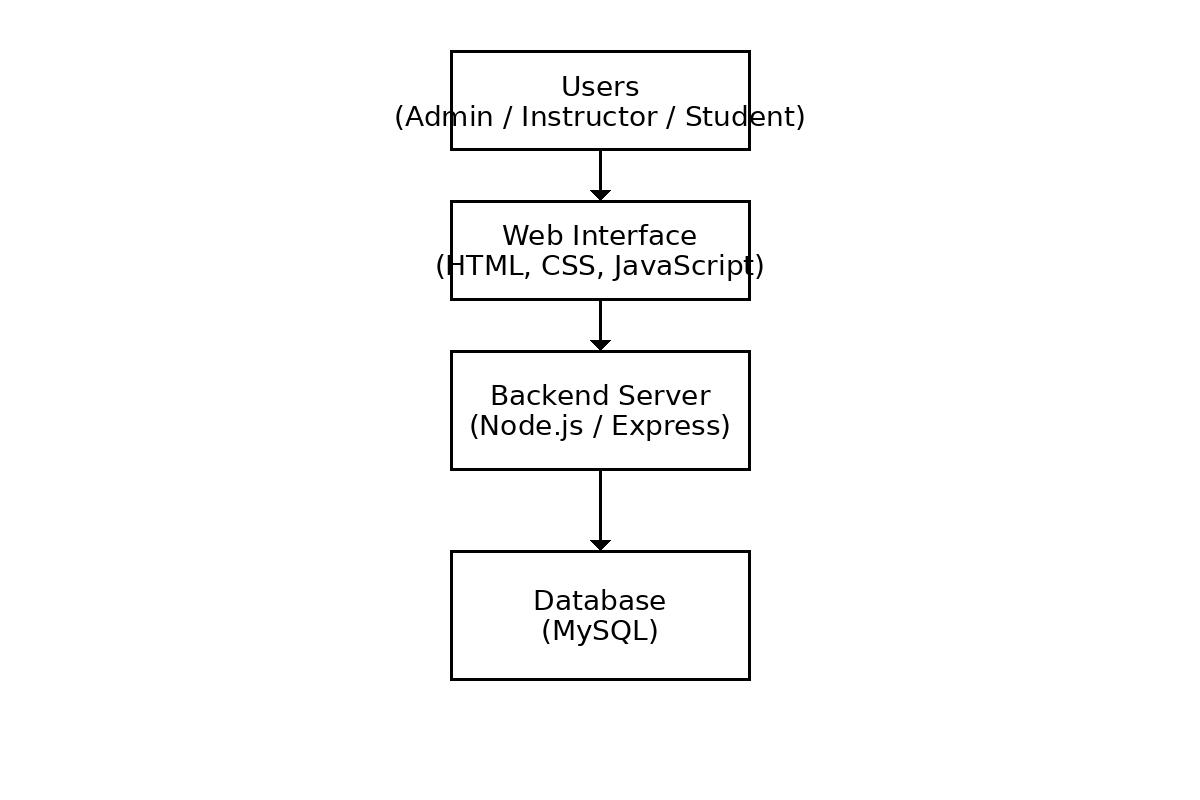 Users
(Admin / Instructor / Student)
Web Interface
(HTML, CSS, JavaScript)
Backend Server
(Node.js / Express)
Database
(MySQL)